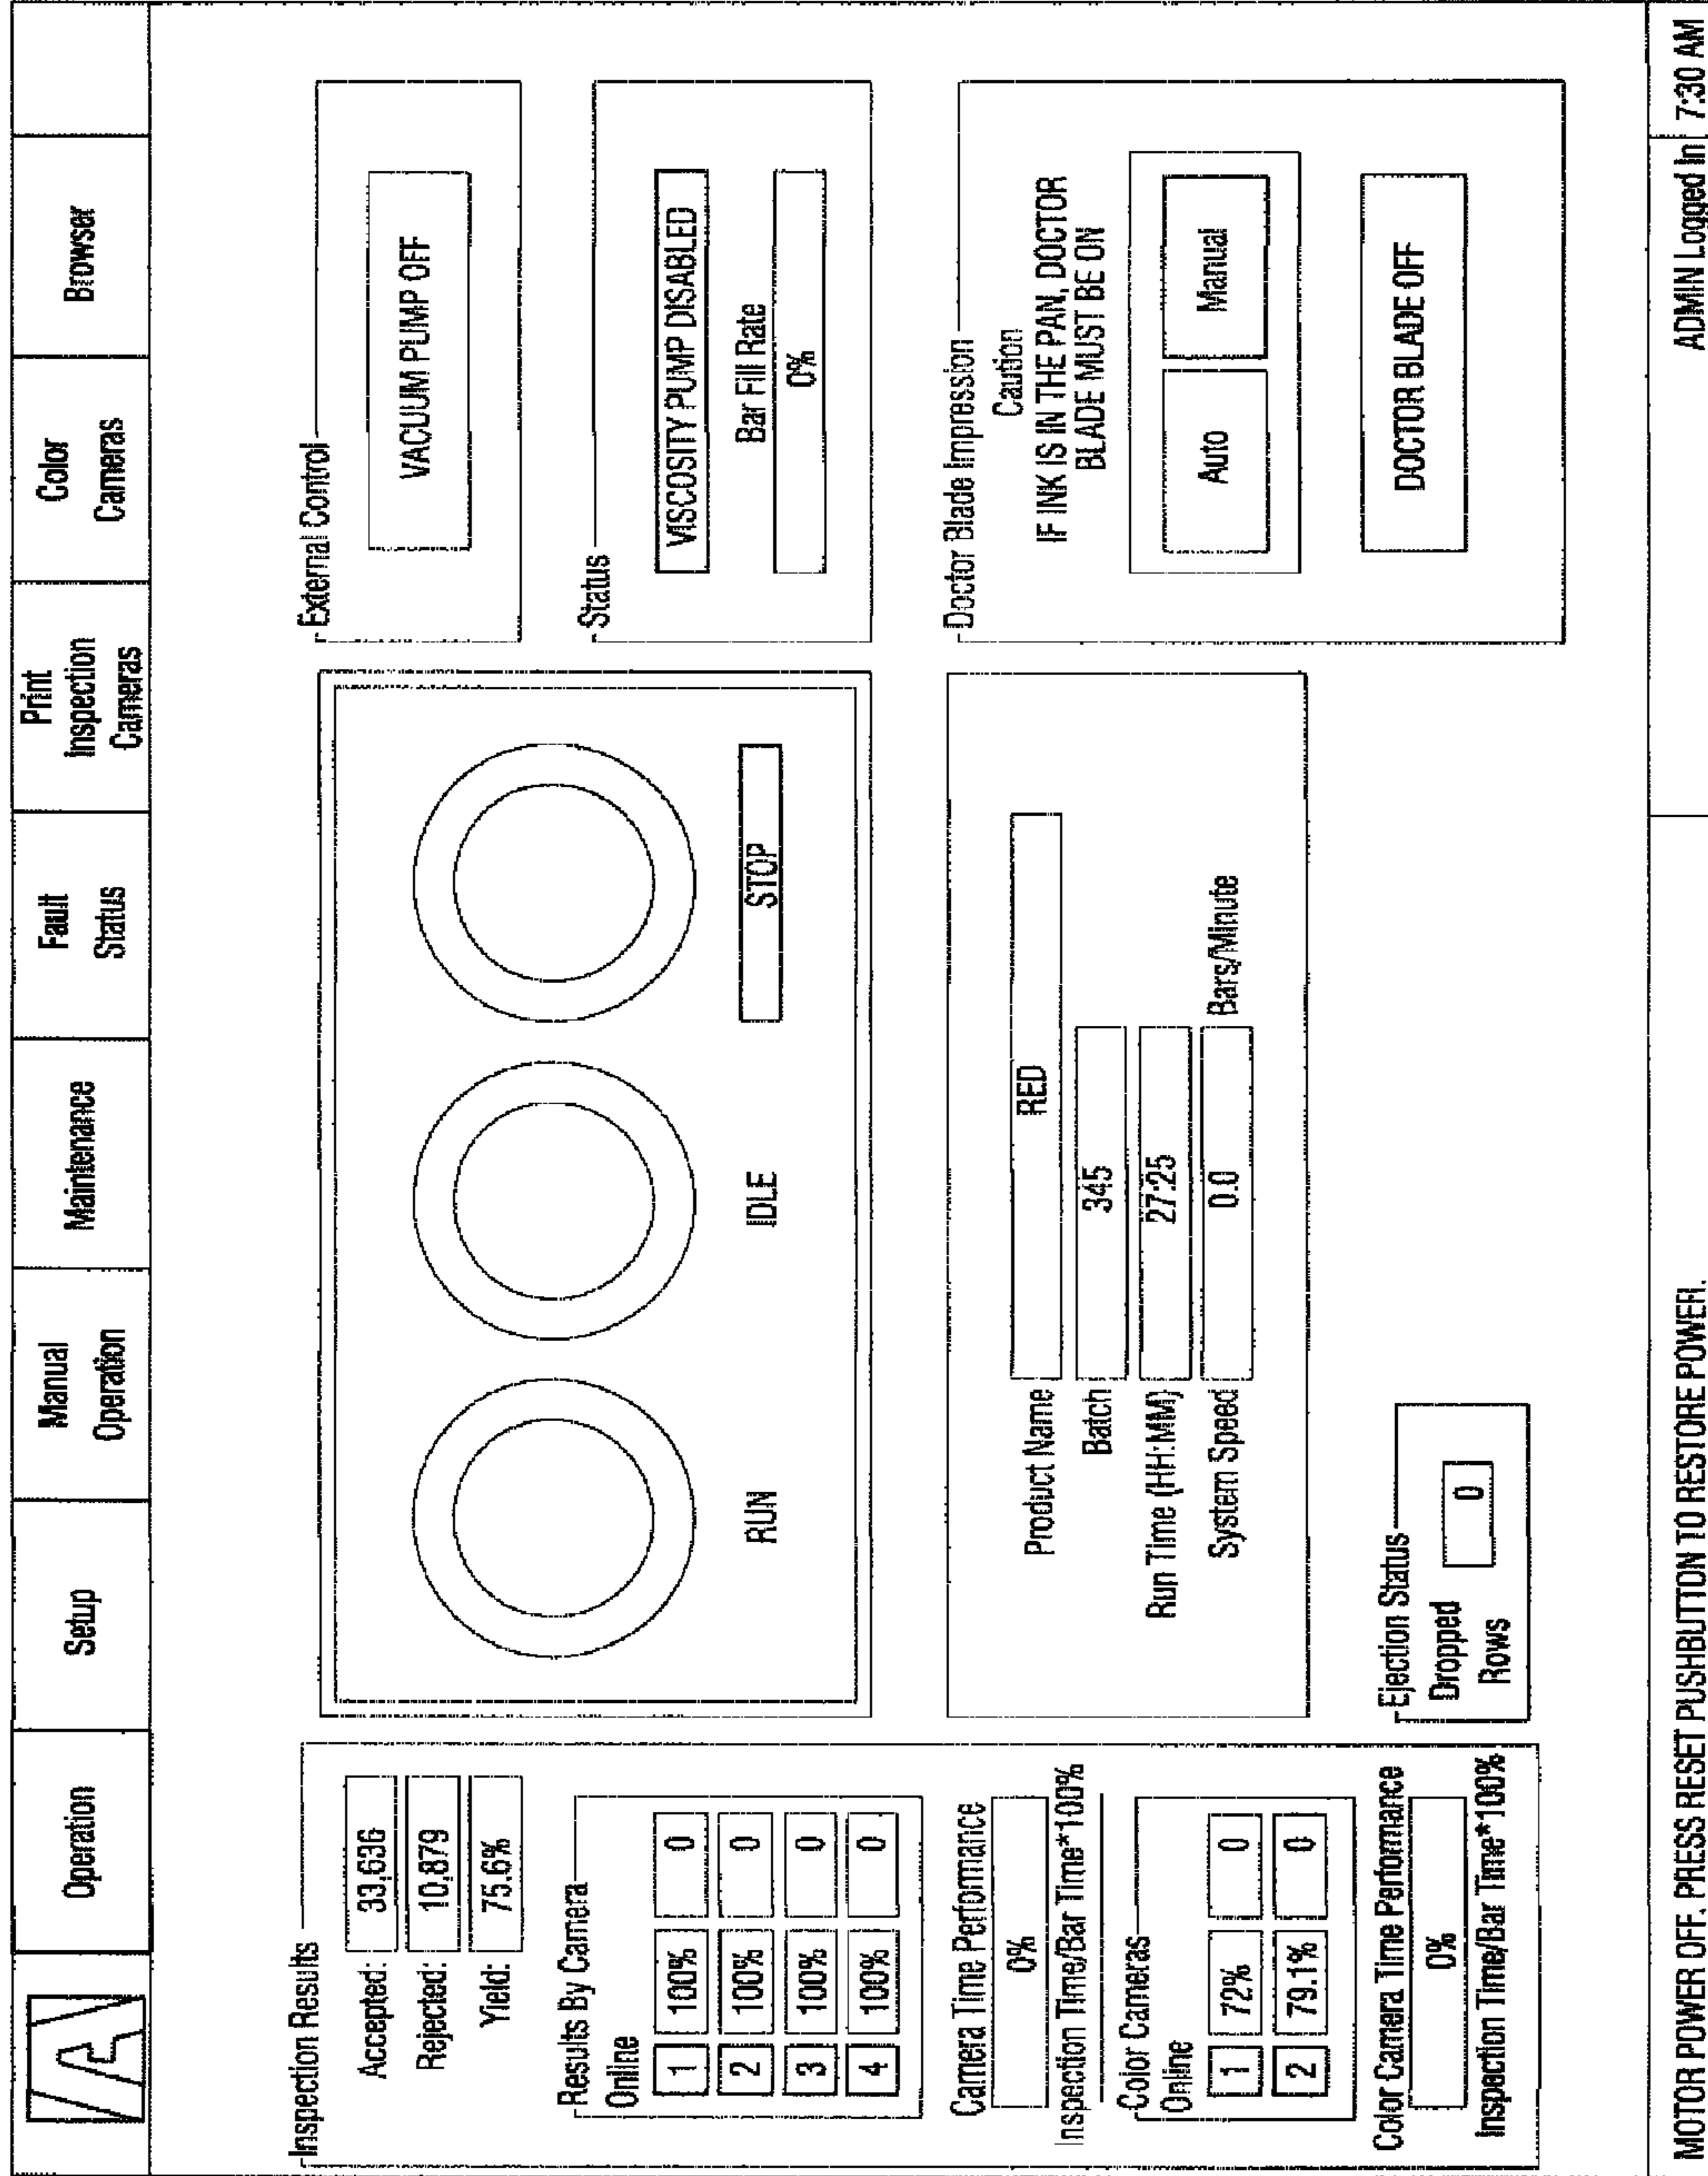 Operation
Setup
Manual
Operation
Maintenance
Fault
Status
Print
Inspection
Cameras
Color
Cameras
Browser
Inspection Results
Accepted: 33,636
Rejected: 10,879
Yield: 75.6%
Results By Camera
Online
1 100% 0
2 100% 0
3 100% 0
4 100% 0
Camera Time Performance
0%
Inspection Time/Bar Time*100%
Color Cameras
Online
1 72% 0
2 79.1% 0
Color Camera Time Performance
0%
Inspection Time/Bar Time*100%
RUN
IDLE
STOP
Product Name RED
Batch 345
Run Time (HH:MM) 27:25
System Speed 0.0 Bars/Minute
Ejection Status
Dropped
Rows
0
External Control
VACUUM PUMP OFF
Status
VISCOSITY PUMP DISABLED
Bar Fill Rate
0%
Doctor Blade Impression
Caution
IF INK IS IN THE PAN, DOCTOR
BLADE MUST BE ON
Auto
Manual
DOCTOR BLADE OFF
MOTOR POWER OFF. PRESS RESET PUSHBUTTON TO RESTORE POWER.
ADMIN Logged In
7:30 AM